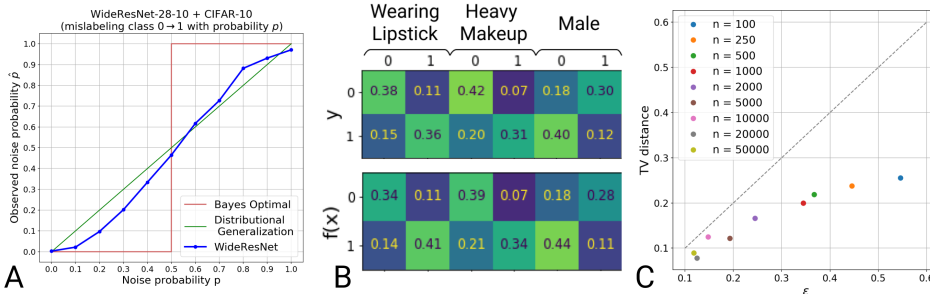 WideResNet-28-10 + CIFAR-10
(mislabeling class 0→1 with probability p)
Observed noise probability p̂
1.0
0.9
0.8
0.7
0.6
0.5
0.4
0.3
0.2
0.1
0.0
Bayes Optimal
Distributional
Generalization
WideResNet
0.0 0.1 0.2 0.3 0.4 0.5 0.6 0.7 0.8 0.9 1.0
Noise probability p
A
Wearing Lipstick
Heavy Makeup
Male
0 1 0 1 0 1
y
0 0.38 0.11 0.42 0.07 0.18 0.30
1 0.15 0.36 0.20 0.31 0.40 0.12
f(x)
0 0.34 0.11 0.39 0.07 0.18 0.28
1 0.14 0.41 0.21 0.34 0.44 0.11
B
TV distance
0.6
0.5
0.4
0.3
0.2
0.1
n = 100
n = 250
n = 500
n = 1000
n = 2000
n = 5000
n = 10000
n = 20000
n = 50000
0.1 0.2 0.3 0.4 0.5 0.6
ε
C